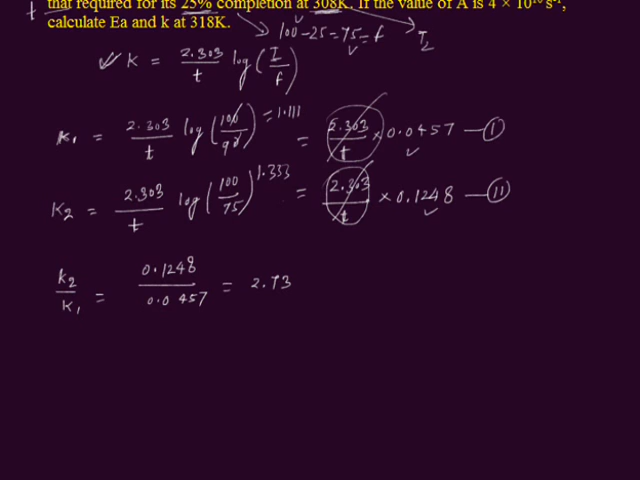 that required for its 25% completion at 308K. If the value of A is 4 × 10¹⁰ s⁻¹,
calculate Ea and k at 318K.
t
100-25=75=f T₂
K = 2.303/t log (I/f)
K₁ = 2.303/t log (100/90) =1.111 = 2.303/t × 0.0457 — (I)
K₂ = 2.303/t log (100/75) 1.333 = 2.303/t × 0.1248 — (II)
k₂/K₁ = 0.1248/0.0457 = 2.73